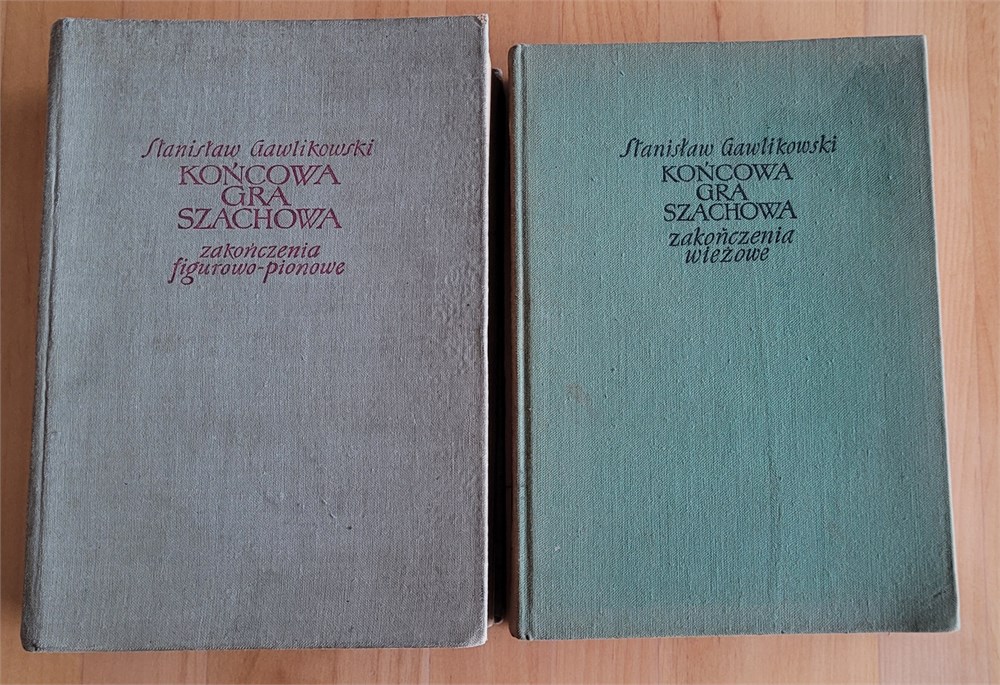 Stanisław Gawlikowski
KOŃCOWA
GRA
SZACHOWA
zakończenia
figurowo-pionowe
Stanisław Gawlikowski
KOŃCOWA
GRA
SZACHOWA
zakończenia
wieżowe